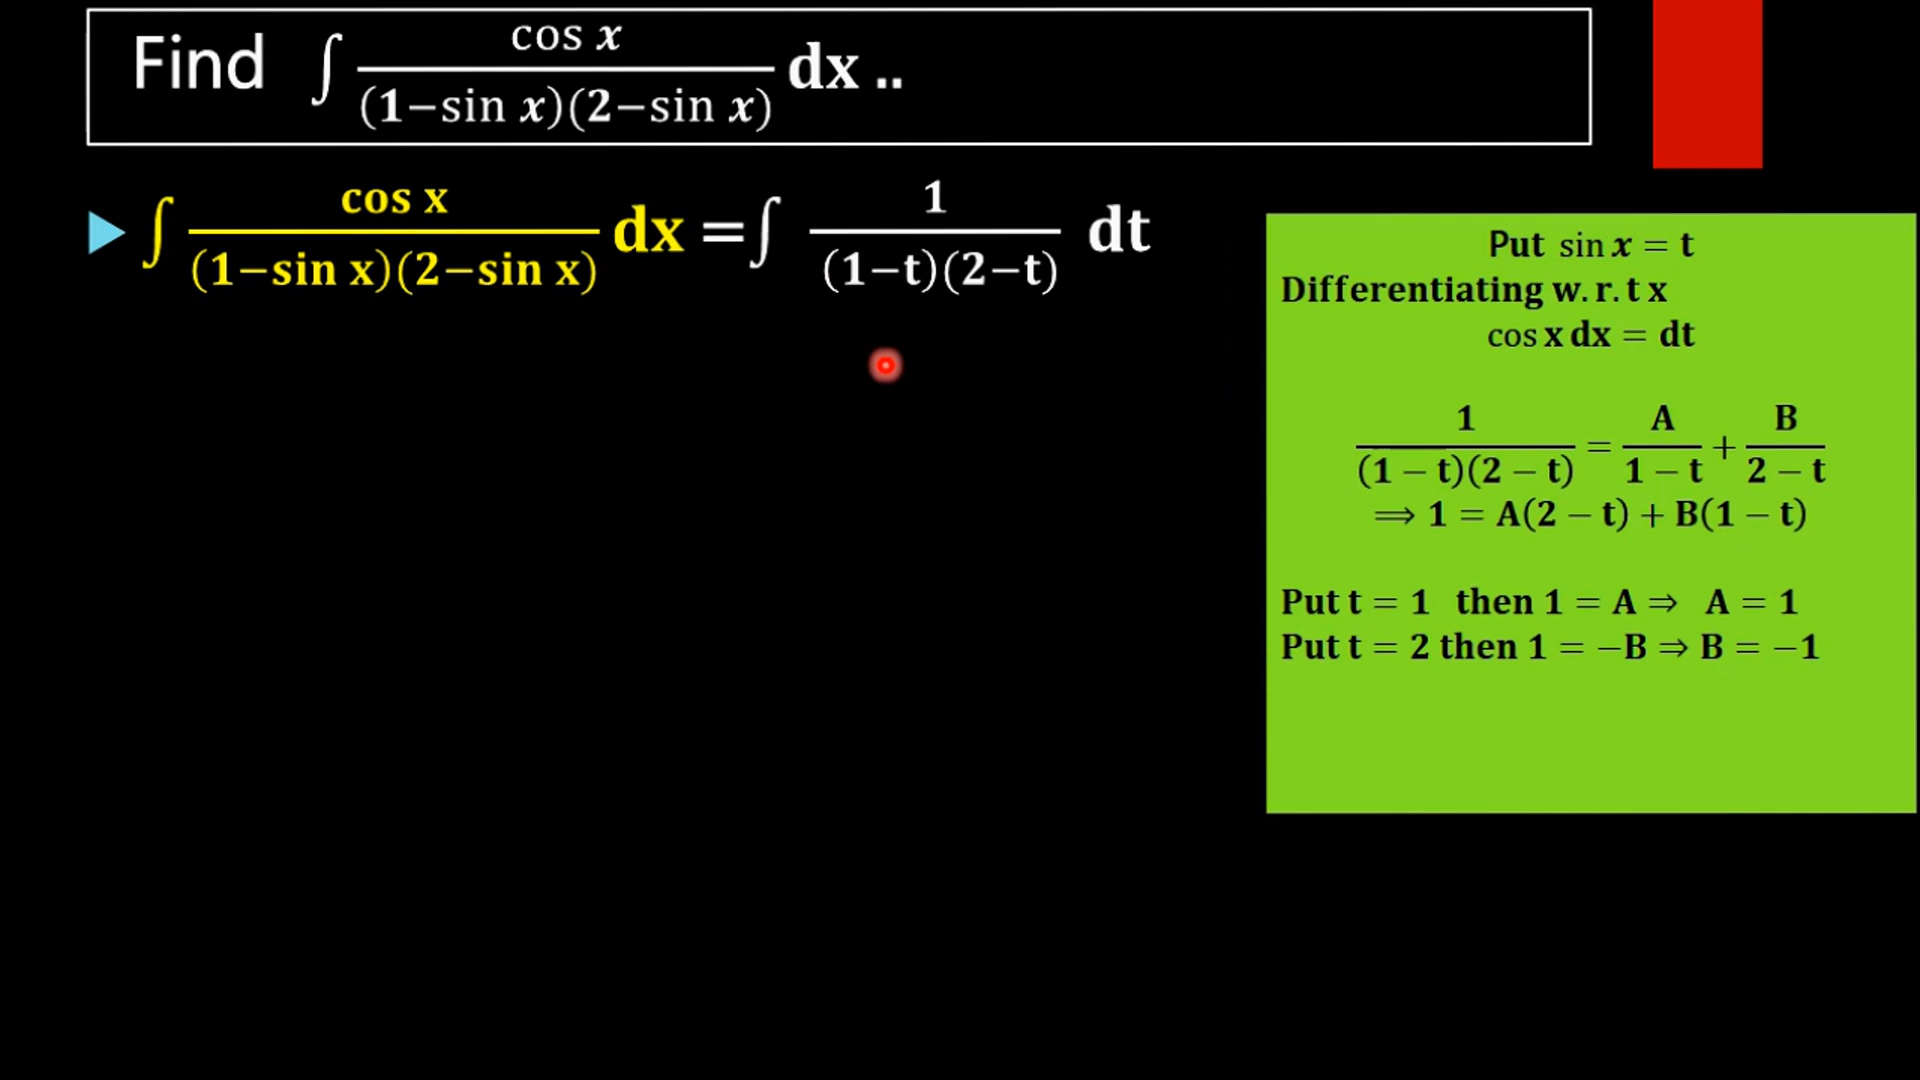 Find ∫ cos x / (1−sin x)(2−sin x) dx ..
∫ cos x / (1−sin x)(2−sin x) dx = ∫ 1 / (1−t)(2−t) dt
Put sin x = t
Differentiating w. r. t x
cos x dx = dt
1 / (1 − t)(2 − t) = A / 1 − t + B / 2 − t
⟹ 1 = A(2 − t) + B(1 − t)
Put t = 1 then 1 = A ⇒ A = 1
Put t = 2 then 1 = −B ⇒ B = −1